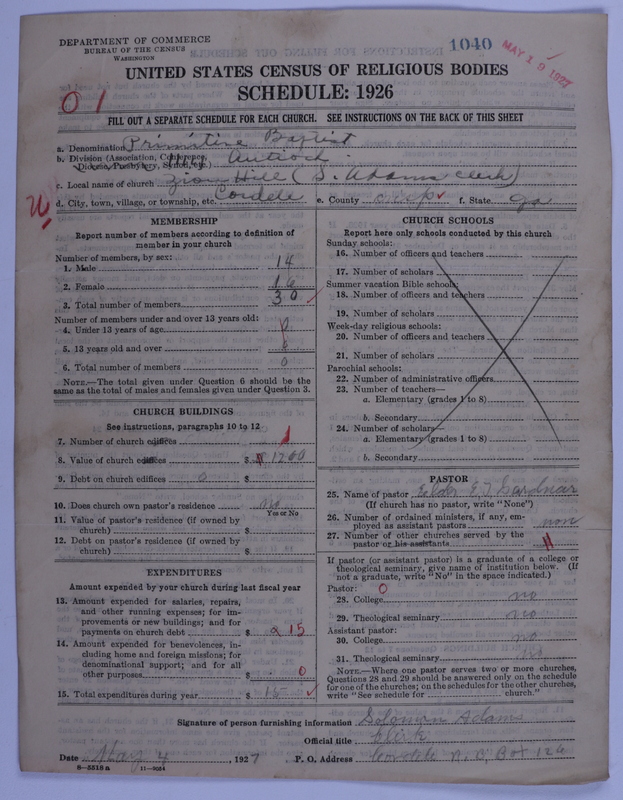 DEPARTMENT OF COMMERCE
BUREAU OF THE CENSUS
WASHINGTON
1040
MAY 19 1927
UNITED STATES CENSUS OF RELIGIOUS BODIES
SCHEDULE: 1926
01
FILL OUT A SEPARATE SCHEDULE FOR EACH CHURCH. SEE INSTRUCTIONS ON THE BACK OF THIS SHEET
a. Denomination Primitive Baptist
b. Division (Association, Conference, Diocese, Presbytery, Synod, etc.) Antioch
c. Local name of church Zion Hill (S. Adams clerk)
d. City, town, village, or township, etc. Cordele e. County crisp f. State ga
MEMBERSHIP
Report number of members according to definition of
member in your church
Number of members, by sex:
1. Male 14
2. Female 16
3. Total number of members 30
Number of members under and over 13 years old:
4. Under 13 years of age 0
5. 13 years old and over
6. Total number of members 0
NOTE.—The total given under Question 6 should be the
same as the total of males and females given under Question 3.
CHURCH BUILDINGS
See instructions, paragraphs 10 to 12
7. Number of church edifices 1
8. Value of church edifices $ 1200
9. Debt on church edifices 0 $
10. Does church own pastor's residence no
Yes or No
11. Value of pastor's residence (if owned by
church) $
12. Debt on pastor's residence (if owned by
church) $
EXPENDITURES
Amount expended by your church during last fiscal year
13. Amount expended for salaries, repairs,
and other running expenses; for im-
provements or new buildings; and for
payments on church debt $ 215
14. Amount expended for benevolences, in-
cluding home and foreign missions; for
denominational support; and for all
other purposes $ 0
15. Total expenditures during year $
CHURCH SCHOOLS
Report here only schools conducted by this church
Sunday schools:
16. Number of officers and teachers
17. Number of scholars
Summer vacation Bible schools:
18. Number of officers and teachers
19. Number of scholars
Week-day religious schools:
20. Number of officers and teachers
21. Number of scholars
Parochial schools:
22. Number of administrative officers
23. Number of teachers—
a. Elementary (grades 1 to 8)
b. Secondary
24. Number of scholars—
a. Elementary (grades 1 to 8)
b. Secondary
PASTOR
25. Name of pastor Elder E. T. Gardner
(If church has no pastor, write "None")
26. Number of ordained ministers, if any, em-
ployed as assistant pastors non
27. Number of other churches served by the
pastor or his assistants
If pastor (or assistant pastor) is a graduate of a college or
theological seminary, give name of institution below. (If
not a graduate, write "No" in the space indicated.)
Pastor: 0
28. College no
29. Theological seminary no
Assistant pastor:
30. College no
31. Theological seminary no
NOTE.—Where one pastor serves two or more churches,
Questions 28 and 29 should be answered only on the schedule
for one of the churches; on the schedules for the other churches,
write "See schedule for church."
Signature of person furnishing information Solomon Adams
Official title Clerk
Date May 4, 1927 P. O. Address Cordele Box 126
8—5518 a 11—9054